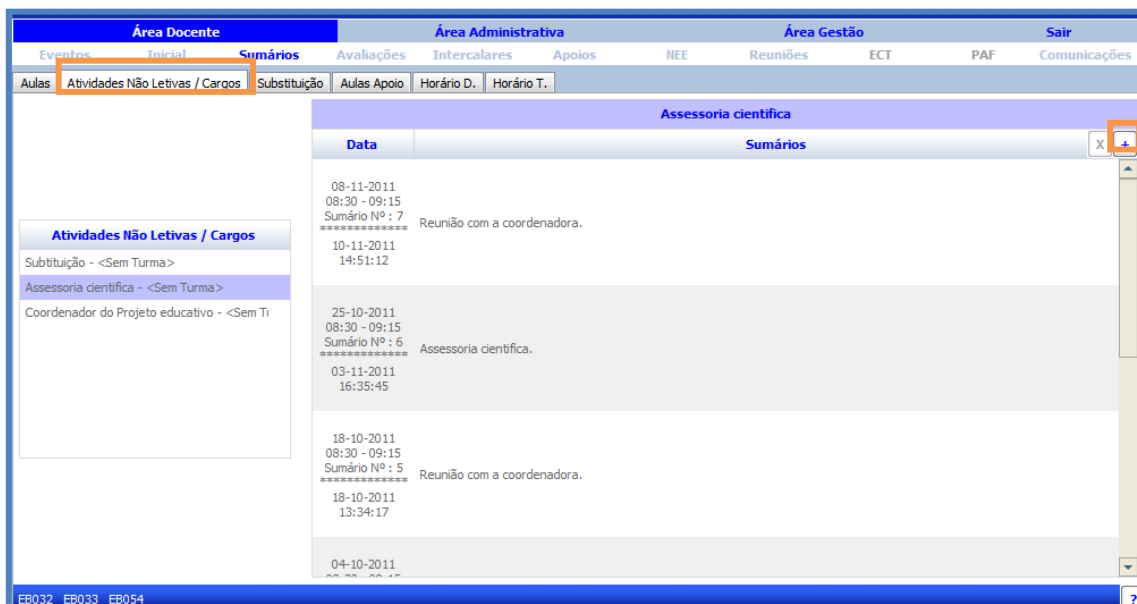 Área Docente Área Administrativa Área Gestão Sair
Eventos Inicial Sumários Avaliações Intercalares Apoios NEE Reuniões ECT PAF Comunicações
Aulas Atividades Não Letivas / Cargos Substituição Aulas Apoio Horário D. Horário T.
Assessoria cientifica
Data Sumários X +
08-11-2011
08:30 - 09:15
Sumário Nº : 7
*************
10-11-2011
14:51:12
Reunião com a coordenadora.
Atividades Não Letivas / Cargos
Subtituição - <Sem Turma>
Assessoria cientifica - <Sem Turma>
Coordenador do Projeto educativo - <Sem
25-10-2011
08:30 - 09:15
Sumário Nº : 6
*************
03-11-2011
16:35:45
Assessoria cientifica.
18-10-2011
08:30 - 09:15
Sumário Nº : 5
*************
18-10-2011
13:34:17
Reunião com a coordenadora.
04-10-2011
EB032 EB033 EB054 ?